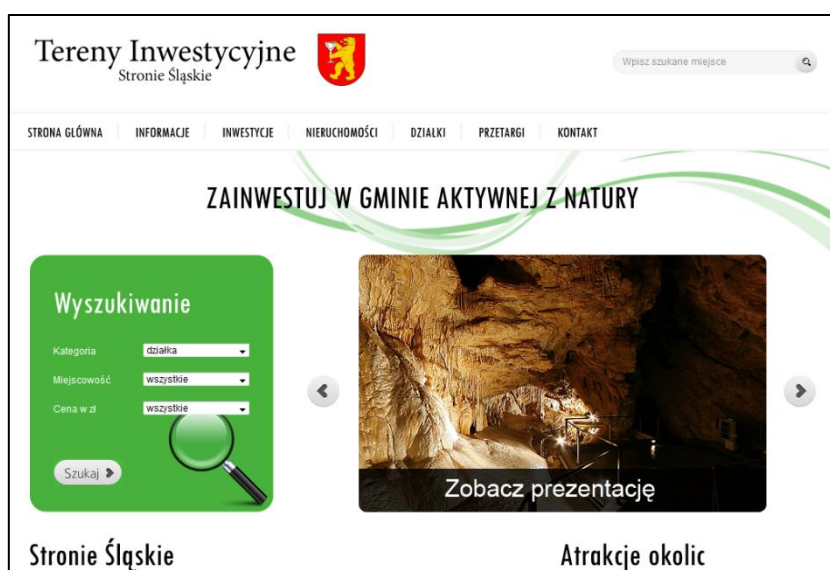 Tereny Inwestycyjne
Stronie Śląskie
Wpisz szukane miejsce
STRONA GŁÓWNA INFORMACJE INWESTYCJE NIERUCHOMOŚCI DZIAŁKI PRZETARGI KONTAKT
ZAINWESTUJ W GMINIE AKTYWNEJ Z NATURY
Wyszukiwanie
Kategoria działka
Miejscowość wszystkie
Cena w zł wszystkie
Szukaj
Zobacz prezentację
Stronie Śląskie
Atrakcje okolic